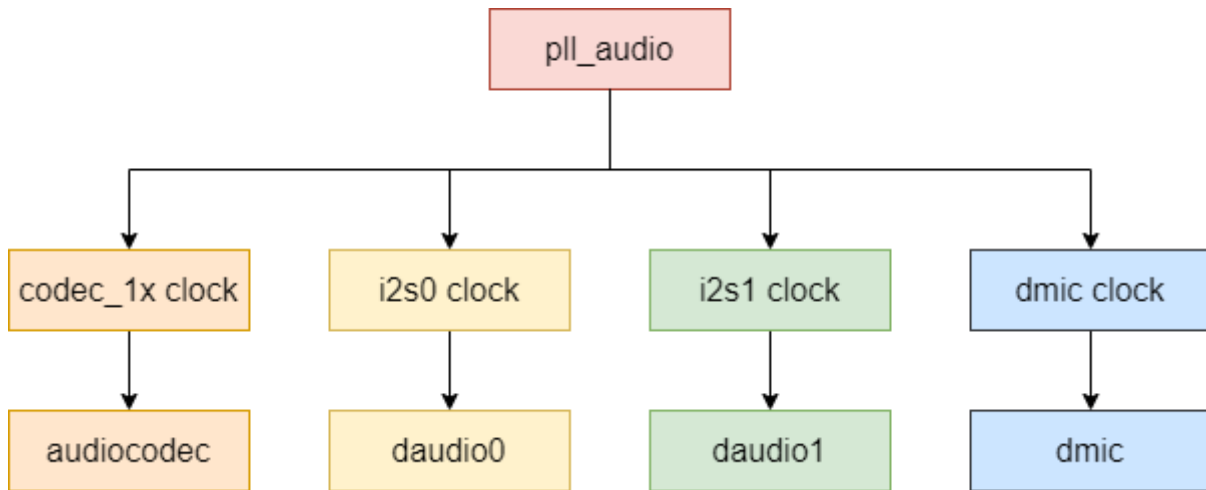 pll_audio
codec_1x clock
i2s0 clock
i2s1 clock
dmic clock
audiocodec
daudio0
daudio1
dmic